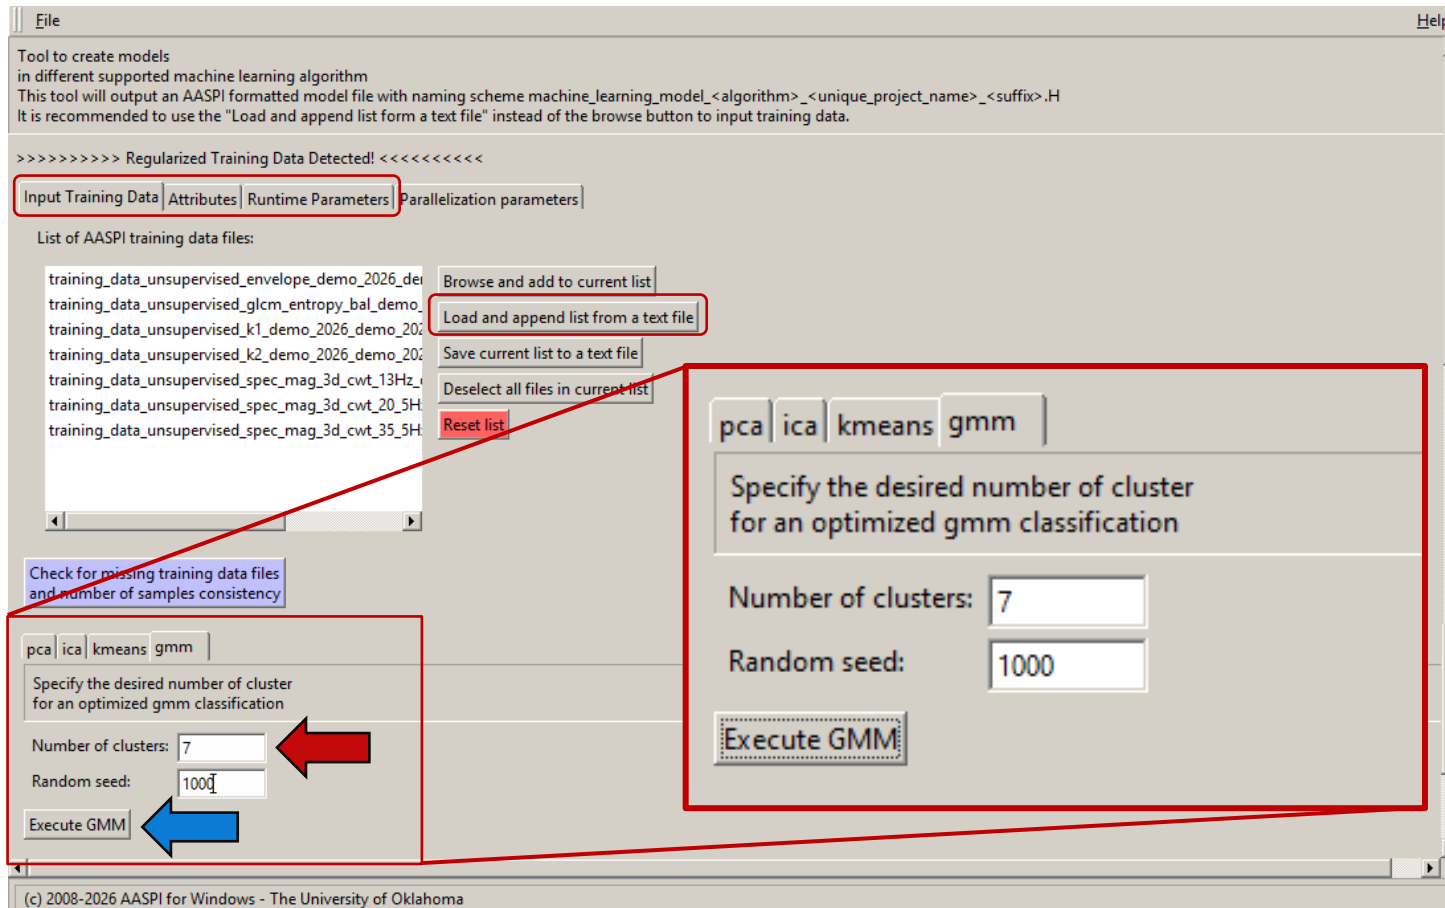 File
Help
Tool to create models
in different supported machine learning algorithm
This tool will output an AASPI formatted model file with naming scheme machine_learning_model_<algorithm>_<unique_project_name>_<suffix>.H
It is recommended to use the "Load and append list form a text file" instead of the browse button to input training data.
>>>>>>>>>> Regularized Training Data Detected! <<<<<<<<<<
Input Training Data Attributes Runtime Parameters Parallelization parameters
List of AASPI training data files:
training_data_unsupervised_envelope_demo_2026_de
training_data_unsupervised_glcm_entropy_bal_demo_
training_data_unsupervised_k1_demo_2026_demo_202
training_data_unsupervised_k2_demo_2026_demo_202
training_data_unsupervised_spec_mag_3d_cwt_13Hz_
training_data_unsupervised_spec_mag_3d_cwt_20_5H
training_data_unsupervised_spec_mag_3d_cwt_35_5H
Browse and add to current list
Load and append list from a text file
Save current list to a text file
Deselect all files in current list
Reset list
Check for missing training data files
and number of samples consistency
pca ica kmeans gmm
Specify the desired number of cluster
for an optimized gmm classification
Number of clusters: 7
Random seed: 1000
Execute GMM
pca ica kmeans gmm
Specify the desired number of cluster
for an optimized gmm classification
Number of clusters: 7
Random seed: 1000
Execute GMM
(c) 2008-2026 AASPI for Windows - The University of Oklahoma